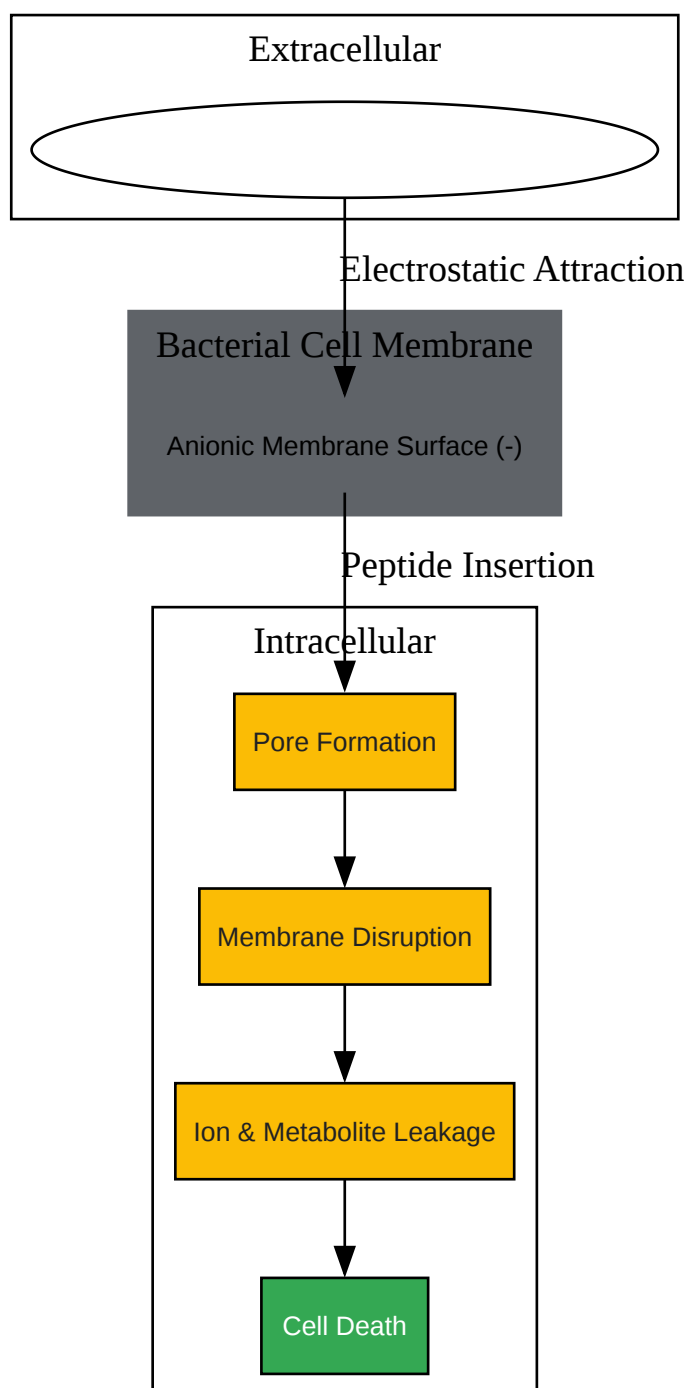 Extracellular
Electrostatic Attraction
Bacterial Cell Membrane
Anionic Membrane Surface (-)
Peptide Insertion
Intracellular
Pore Formation
Membrane Disruption
Ion & Metabolite Leakage
Cell Death